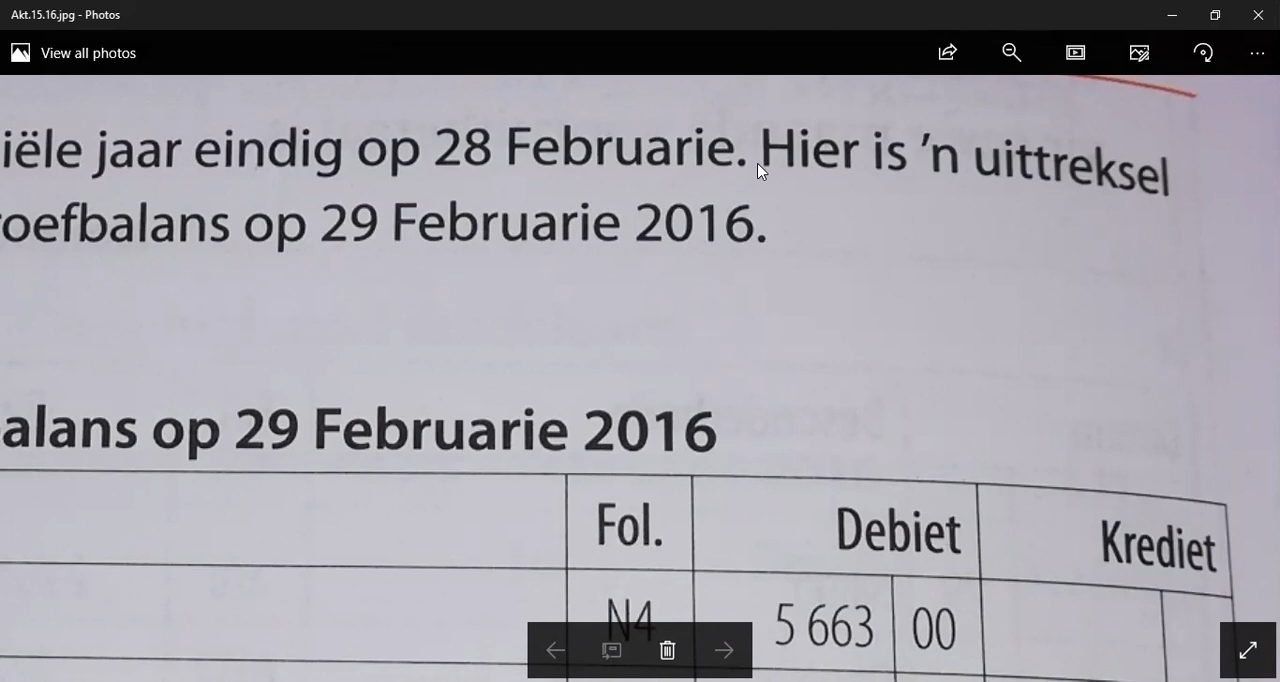 Akt.15.16.jpg - Photos
View all photos
iële jaar eindig op 28 Februarie. Hier is 'n uittreksel
roefbalans op 29 Februarie 2016.
alans op 29 Februarie 2016
Fol. Debiet Krediet
N4 5 663 00